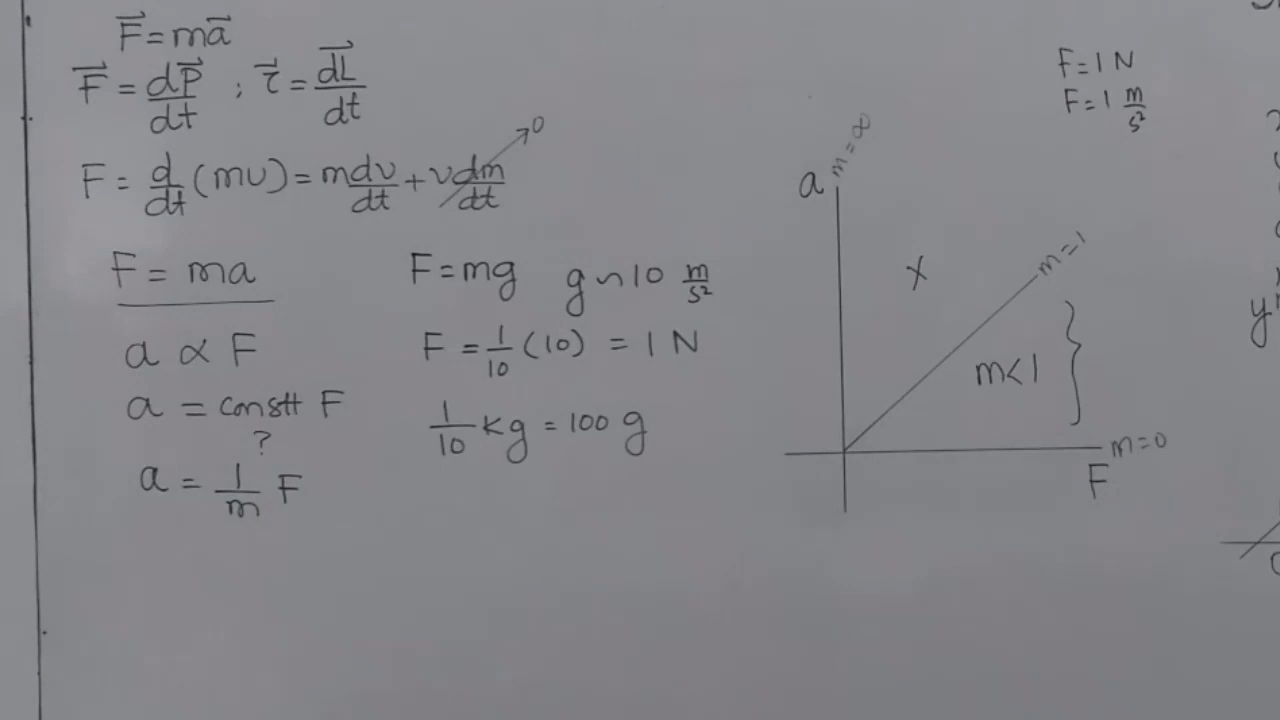 F⃗ = ma⃗
F⃗ = dP⃗/dt ; τ⃗ = dL⃗/dt
F = d/dt (mv) = m dv/dt + v dm/dt → 0
F = ma
a ∝ F
a = constt F
?
a = 1/m F
F = mg g ~ 10 m/s²
F = 1/10 (10) = 1 N
1/10 kg = 100 g
F = 1 N
F = 1 m/s²
a
m = ∞
X
m = 1
m < 1
m = 0
F
y